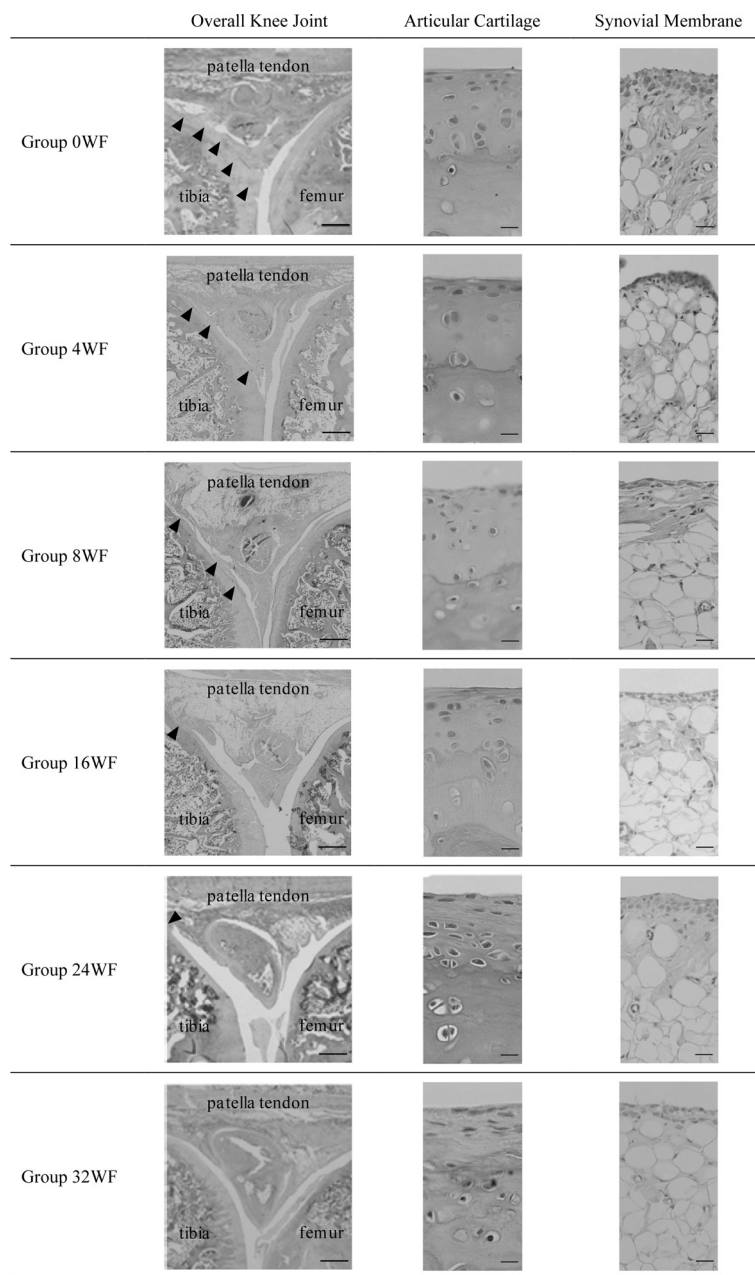 Overall Knee Joint Articular Cartilage Synovial Membrane
patella tendon
Group 0WF
tibia femur
patella tendon
Group 4WF
tibia femur
patella tendon
Group 8WF
tibia femur
patella tendon
Group 16WF
tibia femur
patella tendon
Group 24WF
tibia femur
patella tendon
Group 32WF
tibia femur